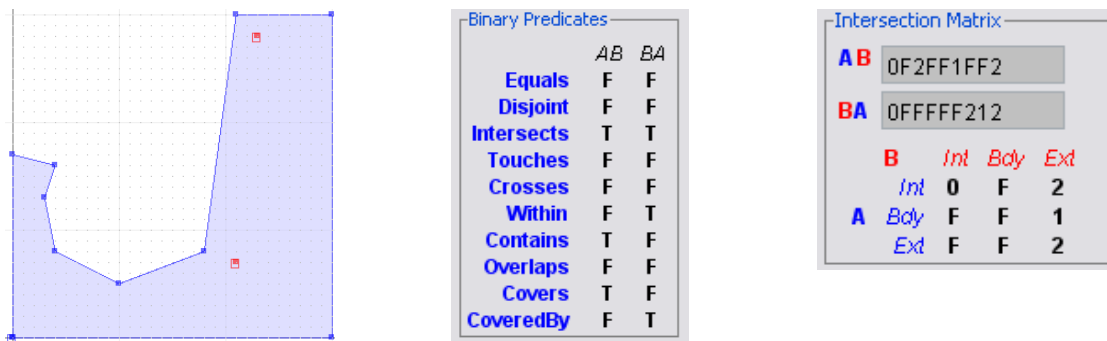 Binary Predicates
AB BA
Equals F F
Disjoint F F
Intersects T T
Touches F F
Crosses F F
Within F T
Contains T F
Overlaps F F
Covers T F
CoveredBy F T
Intersection Matrix
AB 0F2FF1FF2
BA 0FFFFF212
B Int Bdy Ext
Int 0 F 2
A Bdy F F 1
Ext F F 2